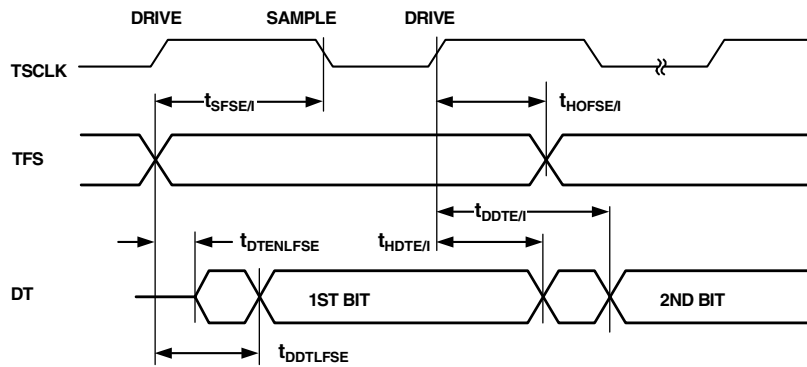 DRIVE SAMPLE DRIVE
TSCLK
tSFSE/I tHOFSE/I
TFS
tDDTE/I
tDTENLFSE tHDTE/I
DT 1ST BIT 2ND BIT
tDDTLFSE